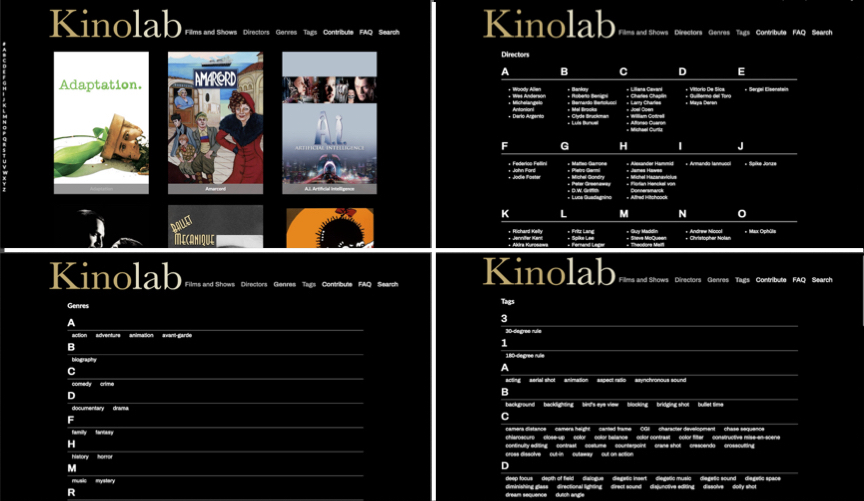 Kinolab
Films and Shows Directors Genres Tags Contribute FAQ Search
#
A
B
C
D
E
F
G
H
I
J
K
L
M
N
O
P
Q
R
S
T
U
V
W
X
Y
Z
Adaptation.
Adaptation
AMARCORD
Amarcord
A.I.
ARTIFICIAL INTELLIGENCE
A.I. Artificial Intelligence
BALLET
MECANIQUE
Kinolab
Films and Shows Directors Genres Tags Contribute FAQ Search
Directors
A
Woody Allen
Wes Anderson
Michelangelo
Antonioni
Dario Argento
B
Banksy
Roberto Benigni
Bernardo Bertolucci
Mel Brooks
Clyde Bruckman
Luis Bunuel
C
Liliana Cavani
Charles Chaplin
Larry Charles
Joel Coen
William Cottrell
Alfonso Cuaron
Michael Curtiz
D
Vittorio De Sica
Guillermo del Toro
Maya Deren
E
Sergei Eisenstein
F
Federico Fellini
John Ford
Jodie Foster
G
Matteo Garrone
Pietro Germi
Michel Gondry
Peter Greenaway
D.W. Griffith
Luca Guadagnino
H
Alexander Hammid
James Hawes
Michel Hazanavicius
Florian Henckel von
Donnersmarck
Alfred Hitchcock
I
Armando Iannucci
J
Spike Jonze
K
Richard Kelly
Jennifer Kent
Akira Kurosawa
L
Fritz Lang
Spike Lee
Fernand Leger
M
Guy Maddin
Steve McQueen
Theodore Melfi
N
Andrew Niccol
Christopher Nolan
O
Max Ophüls
Kinolab
Films and Shows Directors Genres Tags Contribute FAQ Search
Genres
A
action adventure animation avant-garde
B
biography
C
comedy crime
D
documentary drama
F
family fantasy
H
history horror
M
music mystery
R
Kinolab
Films and Shows Directors Genres Tags Contribute FAQ Search
Tags
3
30-degree rule
1
180-degree rule
A
acting aerial shot animation aspect ratio asynchronous sound
B
background backlighting bird's eye view blocking bridging shot bullet time
C
camera distance camera height canted frame CGI character development chase sequence
chiaroscuro close-up color color balance color contrast color filter constructive mise-en-scene
continuity editing contrast costume counterpoint crane shot crescendo crosscutting
cross dissolve cut-in cutaway cut on action
D
deep focus depth of field dialogue diegetic insert diegetic music diegetic sound diegetic space
diminishing glass directional lighting direct sound disjunctive editing dissolve dolly shot
dream sequence dutch angle